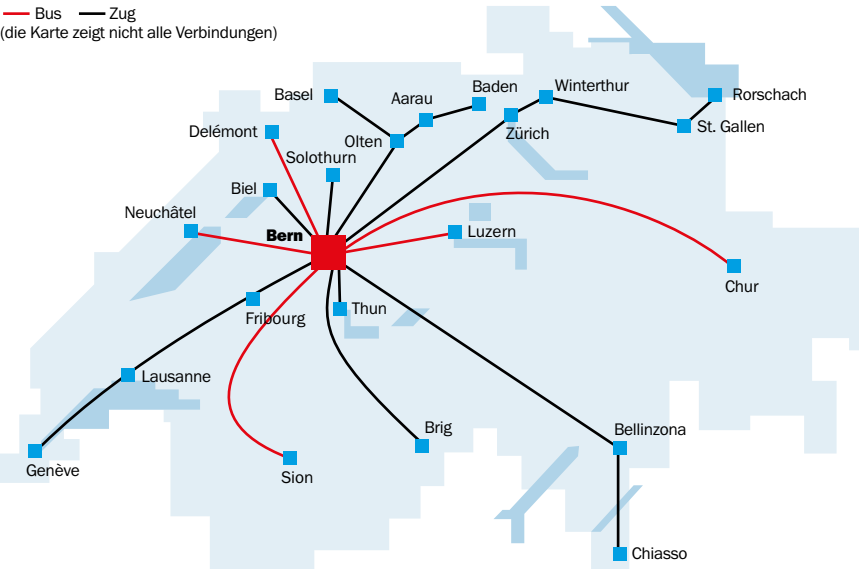 Bus Zug
(die Karte zeigt nicht alle Verbindungen)
Basel
Aarau
Baden
Winterthur
Rorschach
Delémont
Olten
Zürich
St. Gallen
Solothurn
Biel
Neuchâtel
Bern
Luzern
Chur
Fribourg
Thun
Lausanne
Brig
Bellinzona
Genève
Sion
Chiasso